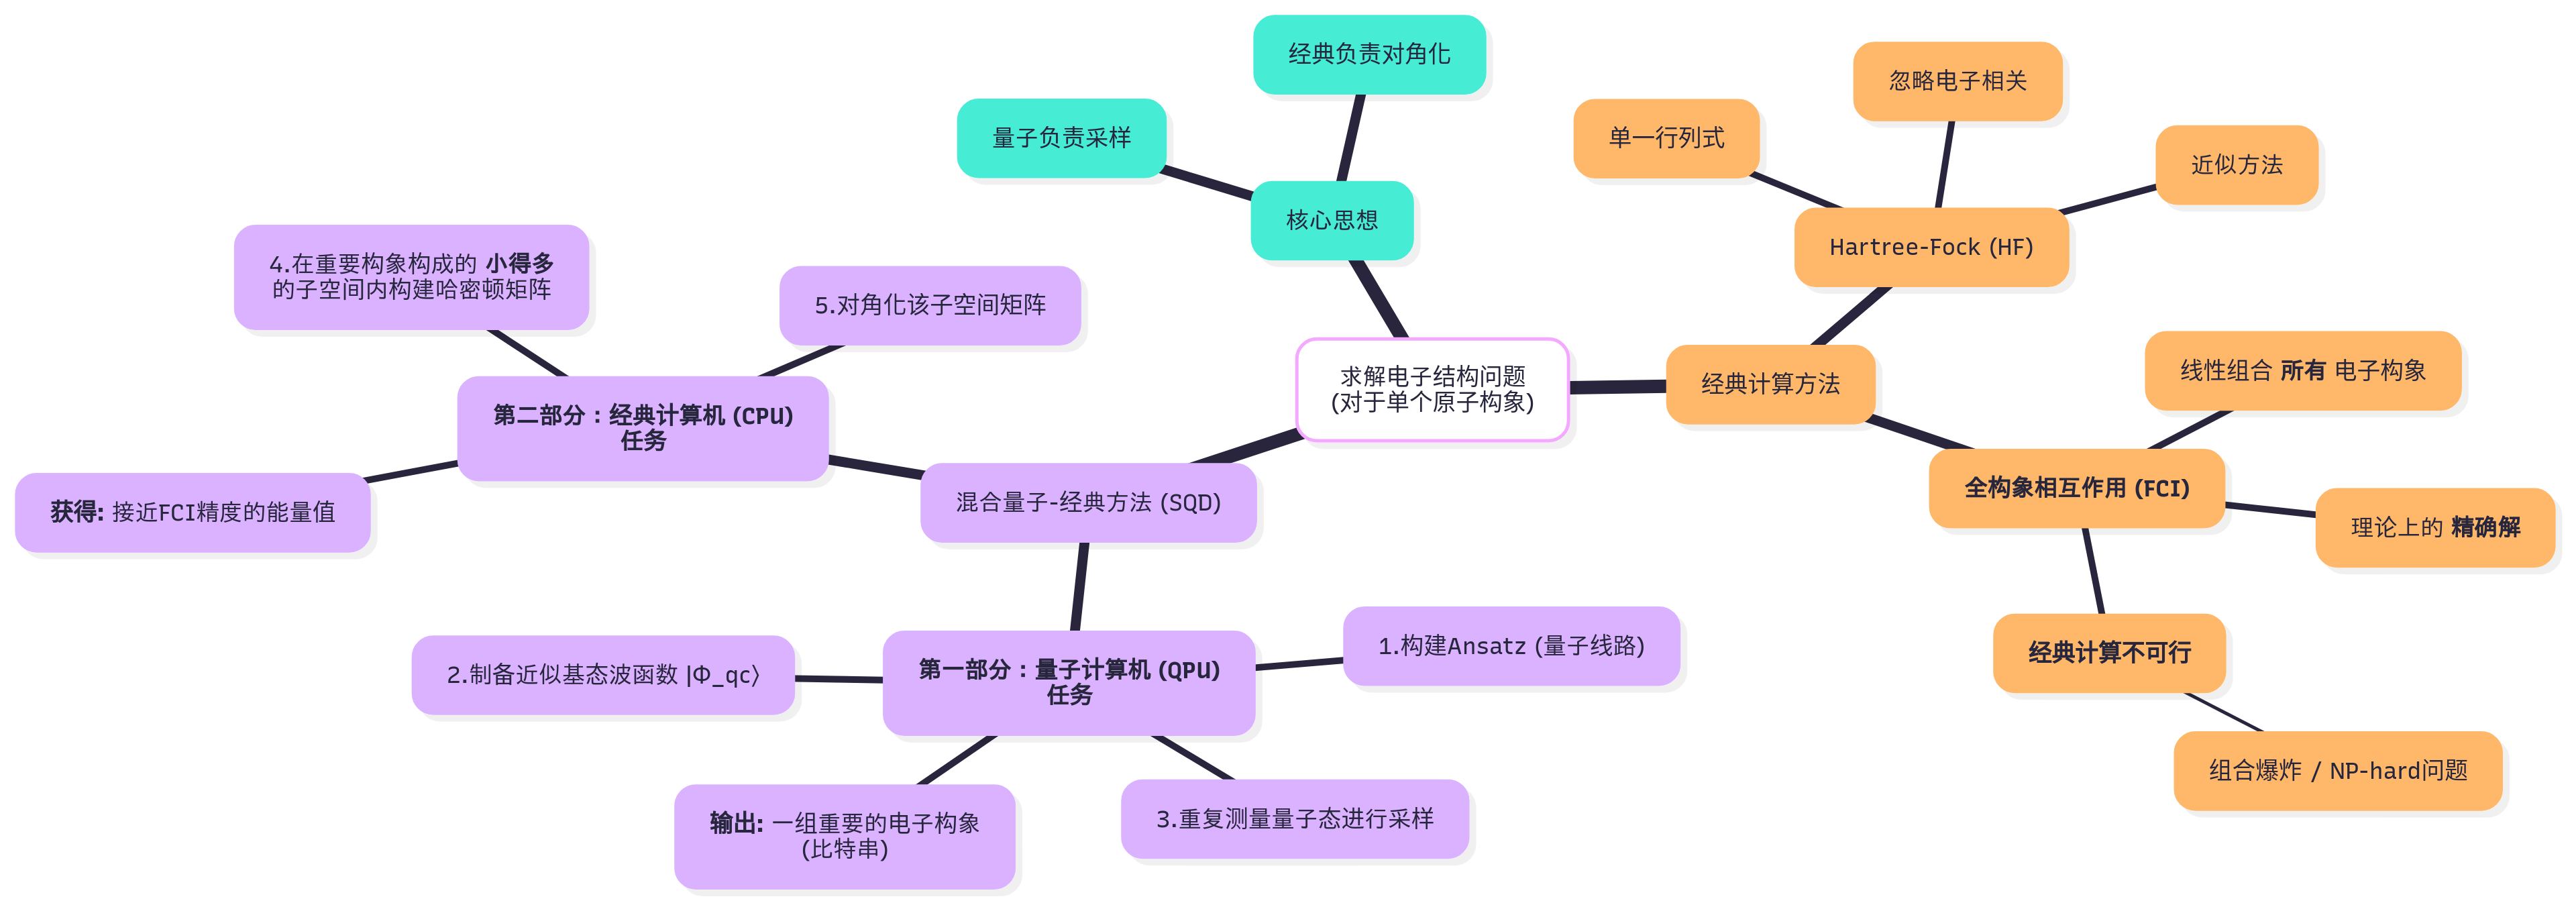 经典负责对角化
量子负责采样
核心思想
忽略电子相关
单一行列式
近似方法
Hartree-Fock (HF)
4.在重要构象构成的 小得多
的子空间内构建哈密顿矩阵
5.对角化该子空间矩阵
求解电子结构问题
(对于单个原子构象)
经典计算方法
线性组合 所有 电子构象
第二部分：经典计算机 (CPU)
任务
获得: 接近FCI精度的能量值
混合量子-经典方法 (SQD)
全构象相互作用 (FCI)
理论上的 精确解
经典计算不可行
组合爆炸 / NP-hard问题
第一部分：量子计算机 (QPU)
任务
1.构建Ansatz (量子线路)
2.制备近似基态波函数 |Φ_qc⟩
3.重复测量量子态进行采样
输出: 一组重要的电子构象
(比特串)